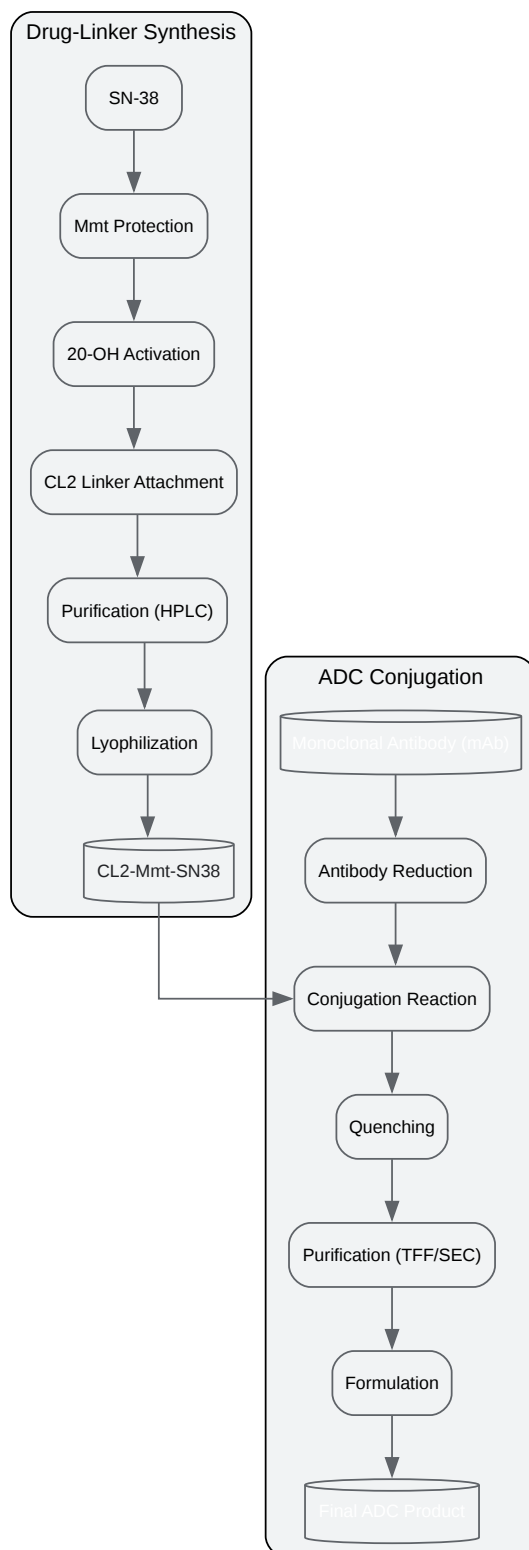 Drug-Linker Synthesis
SN-38
Mmt Protection
20-OH Activation
CL2 Linker Attachment
Purification (HPLC)
Lyophilization
CL2-Mmt-SN38
ADC Conjugation
Monoclonal Antibody (mAb)
Antibody Reduction
Conjugation Reaction
Quenching
Purification (TFF/SEC)
Formulation
Final ADC Product